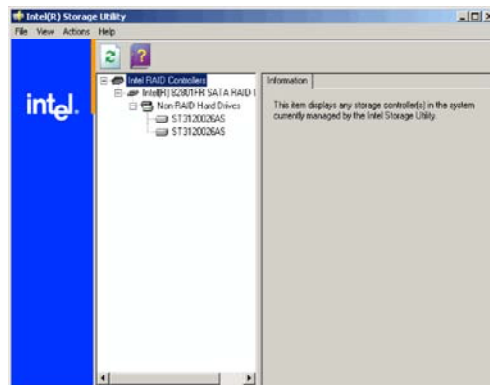 Intel(R) Storage Utility
File View Actions Help
intel.
Intel RAID Controllers
Intel(R) 82801FR SATA RAID
Non-RAID Hard Drives
ST3120026AS
ST3120026AS
Information
This item displays any storage controller(s) in the system
currently managed by the Intel Storage Utility.